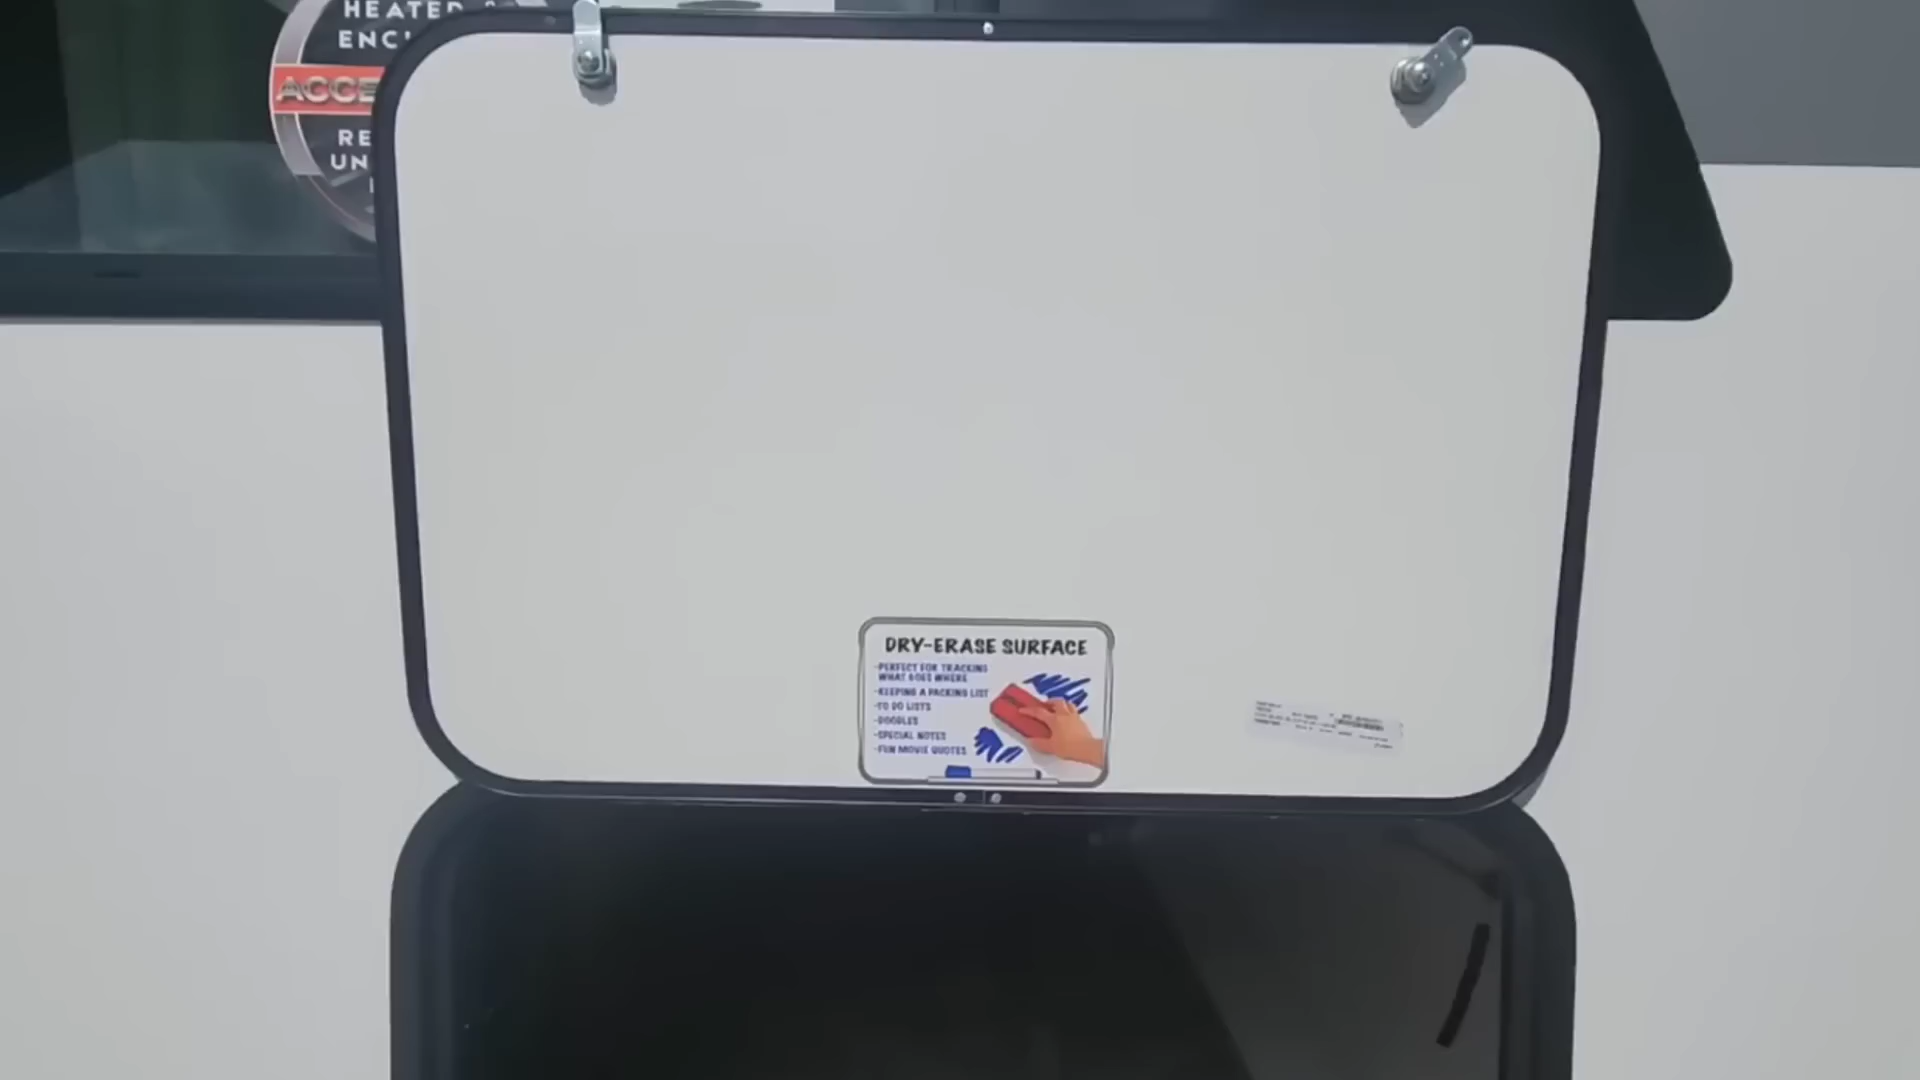 HEATED &
ENC
ACCE
RE
UN
DRY-ERASE SURFACE
-PERFECT FOR TRACKING
WHAT GOES WHERE
-KEEPING A PACKING LIST
-TO DO LISTS
-DOODLES
-SPECIAL NOTES
-FUN MOVIE QUOTES